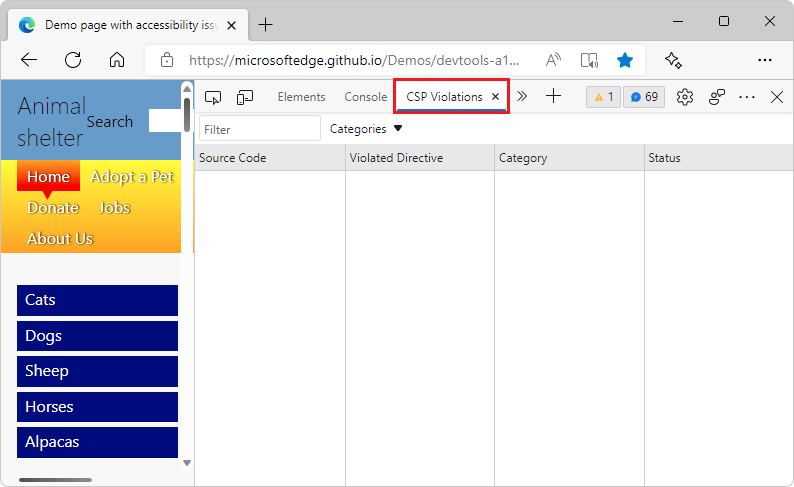 Demo page with accessibility issu
https://microsoftedge.github.io/Demos/devtools-a1...
Animal
shelter
Search
Home
Adopt a Pet
Donate
Jobs
About Us
Cats
Dogs
Sheep
Horses
Alpacas
Elements
Console
CSP Violations
1
69
Filter
Categories
Source Code
Violated Directive
Category
Status